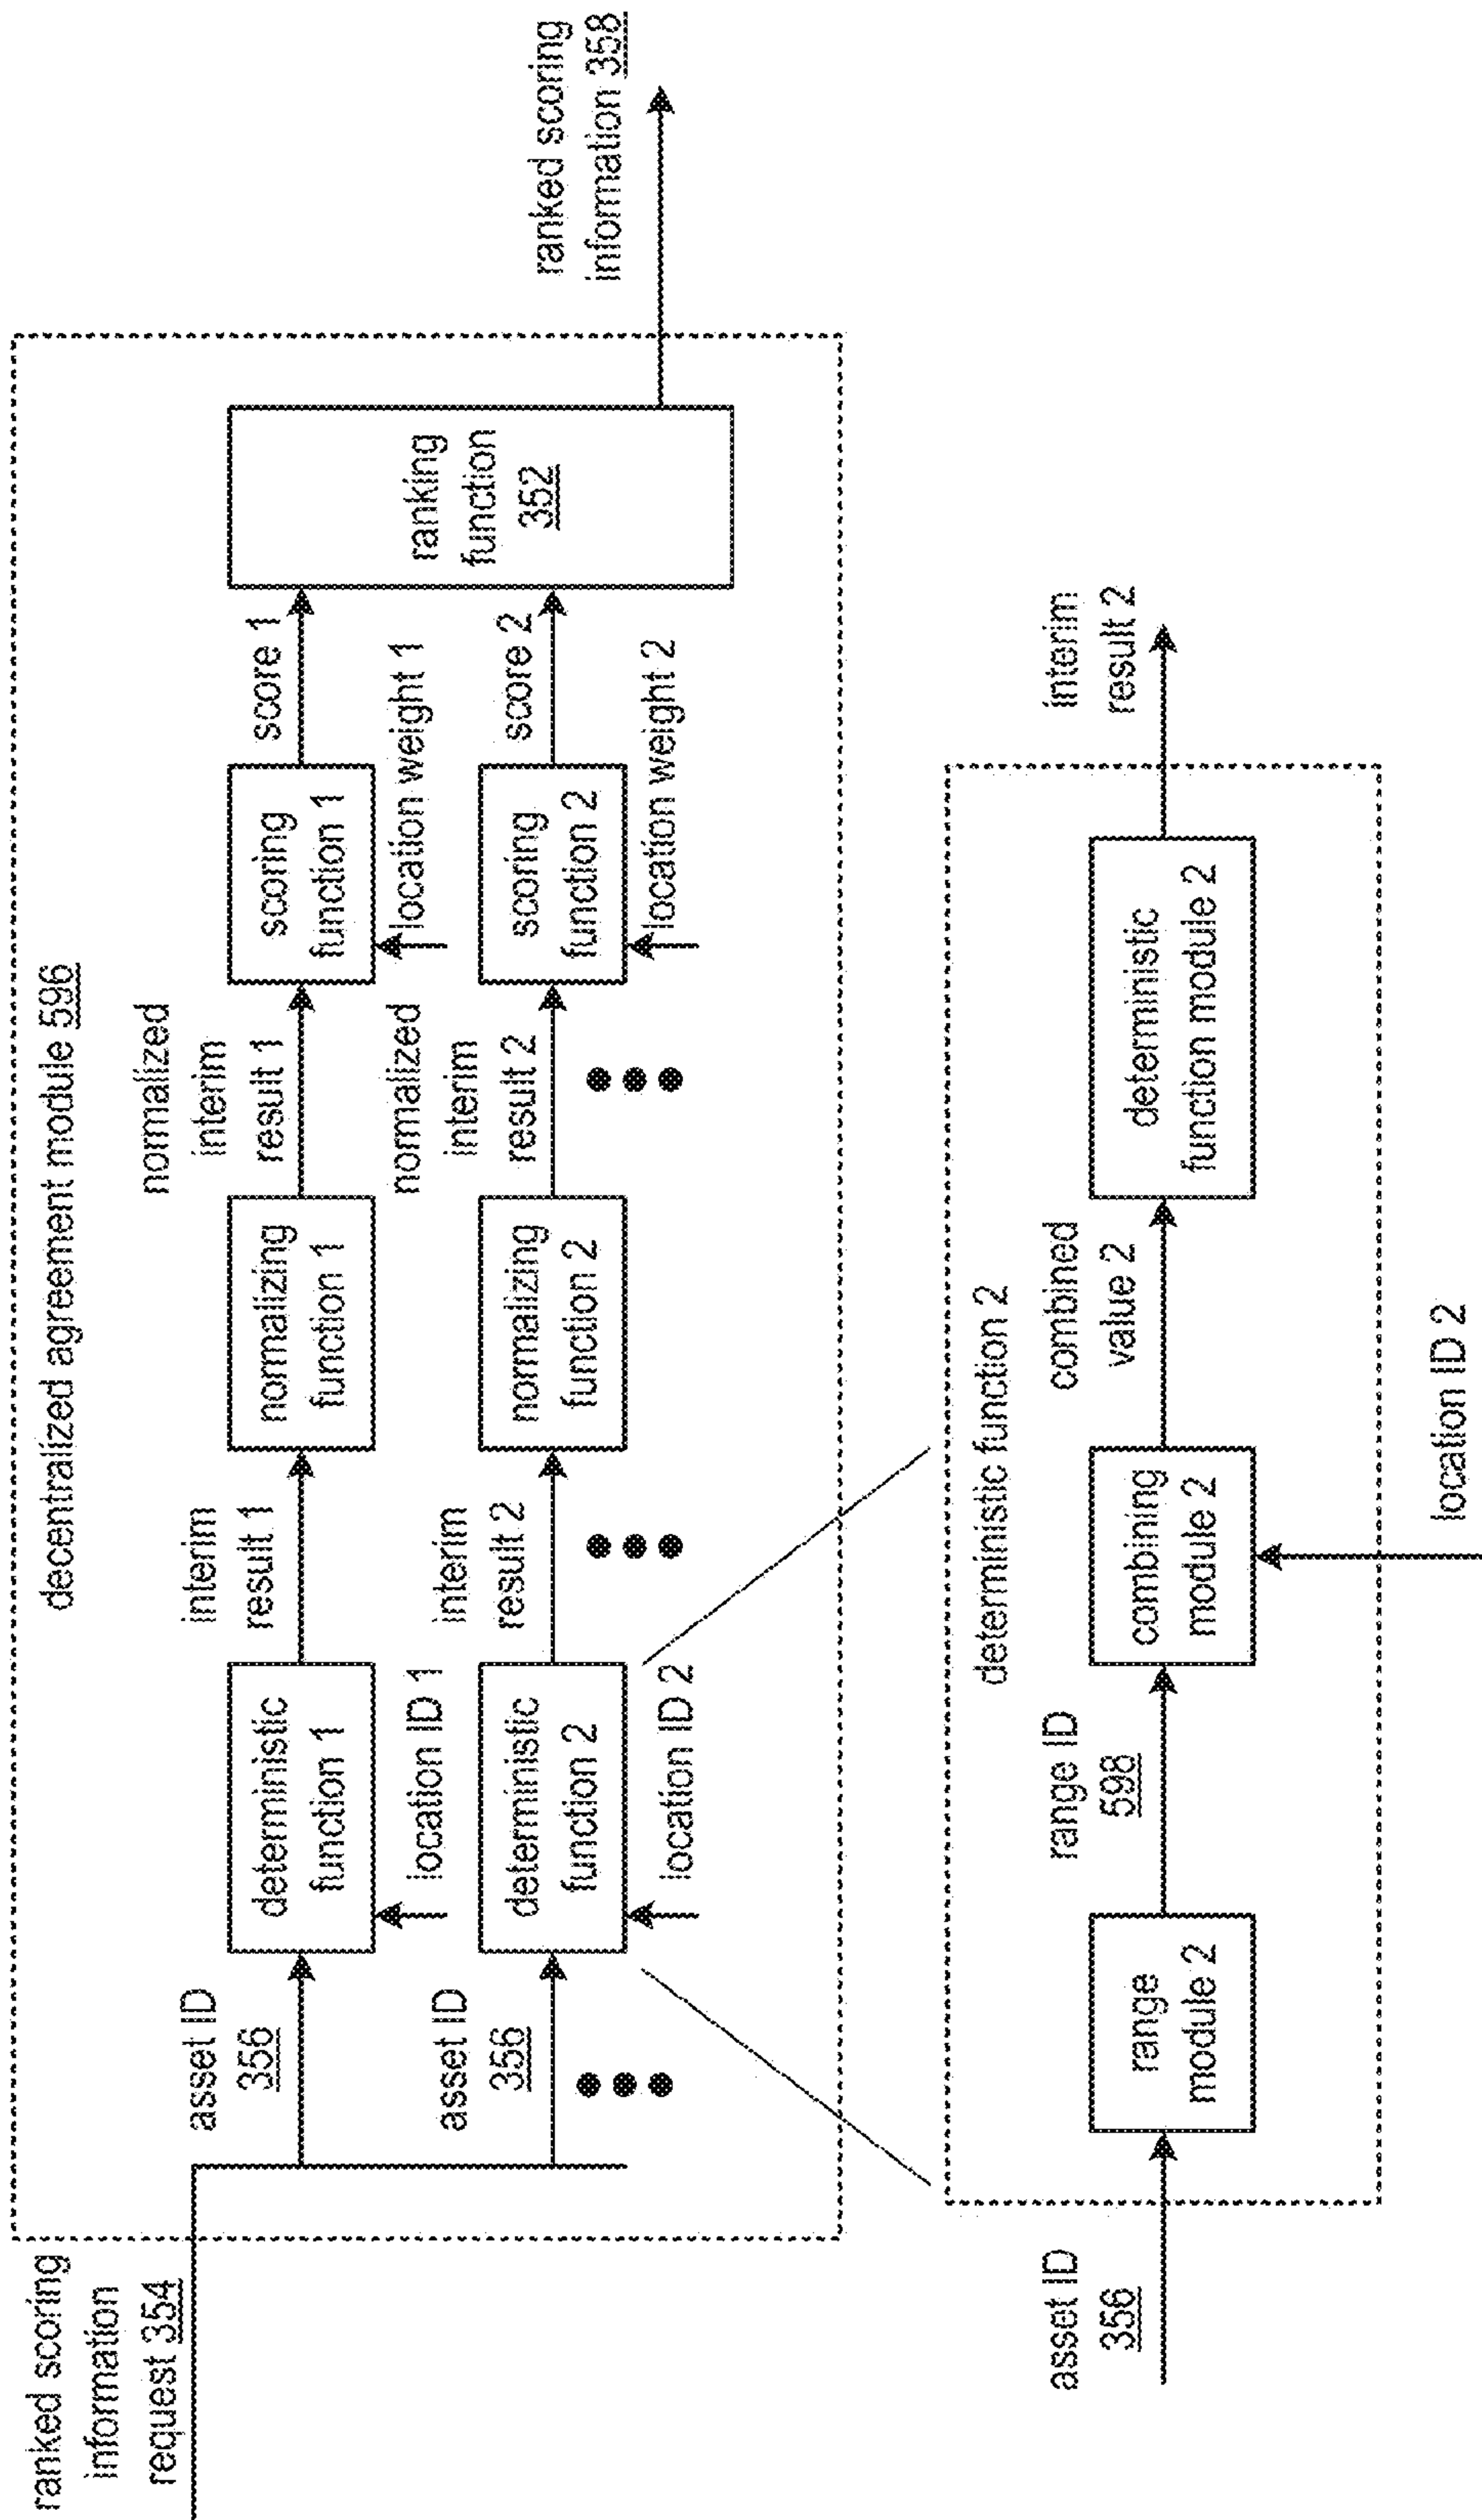 ranked scoring
information
request 354
decentralized agreement module 596
asset ID
356
deterministic
function 1
location ID 1
interim
result 1
normalizing
function 1
normalized
interim
result 1
scoring
function 1
location weight 1
score 1
asset ID
356
deterministic
function 2
location ID 2
interim
result 2
normalizing
function 2
normalized
interim
result 2
scoring
function 2
location weight 2
score 2
ranking
function
352
ranked scoring
information 358
deterministic function 2
asset ID
356
range
module 2
range ID
598
combining
module 2
location ID 2
combined
value 2
deterministic
function module 2
interim
result 2